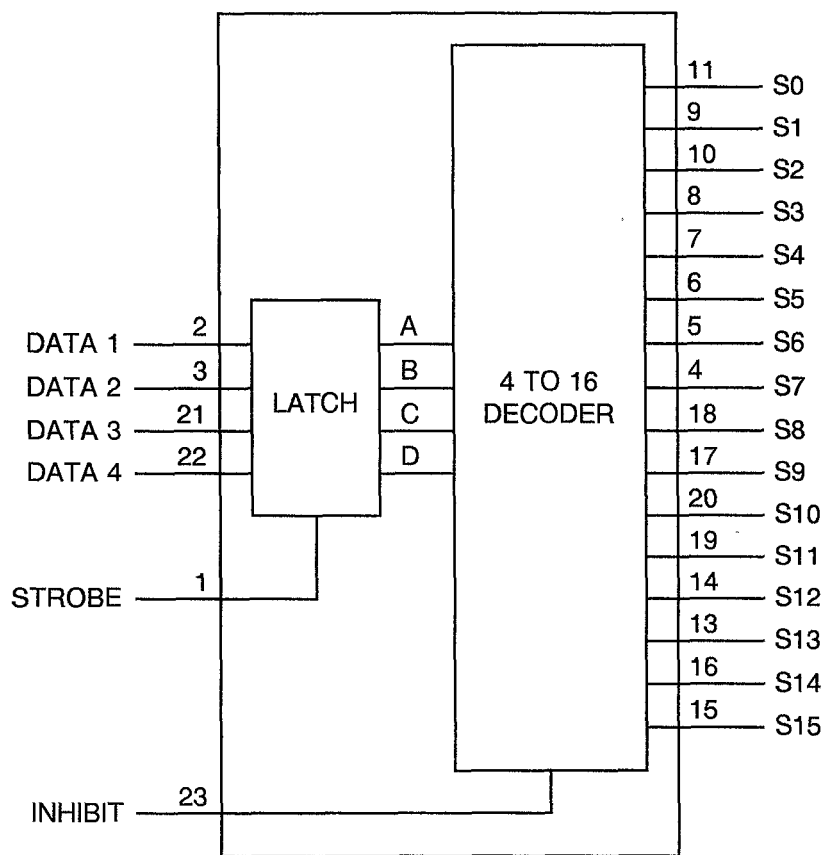 11 S0
9 S1
10 S2
8 S3
7 S4
6 S5
DATA 1 2 A 5 S6
DATA 2 3 B 4 S7
DATA 3 21 C 18 S8
DATA 4 22 D 17 S9
LATCH
4 TO 16
DECODER
20 S10
19 S11
STROBE 1 14 S12
13 S13
16 S14
15 S15
INHIBIT 23